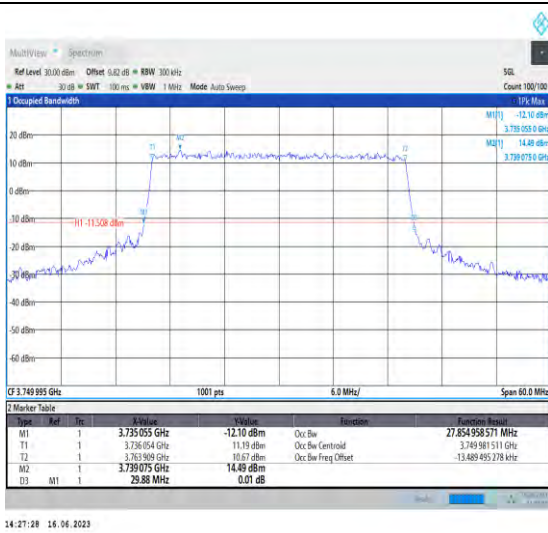 MultiView Spectrum
Ref Level 30.00 dBm Offset 0.82 dB RBW 300 kHz SGL
Att 30 dB SWT 100 ms VBW 1 MHz Mode Auto Sweep Count 100/100
1 Occupied Bandwidth 1Pk Max
M1[1] -12.10 dBm
3.735 055 0 GHz
M2[1] 14.49 dBm
3.739 075 0 GHz
20 dBm
T1 M2 T2
10 dBm
0 dBm
-10 dBm
H1 -11.508 dBm
-20 dBm
-30 dBm
-40 dBm
-50 dBm
-60 dBm
CF 3.749 995 GHz 1001 pts 6.0 MHz/ Span 60.0 MHz
2 Marker Table
Type Ref Trc X-Value Y-Value Function Function Result
M1 1 3.735 055 GHz -12.10 dBm Occ Bw 27.854 958 571 MHz
T1 1 3.736 054 GHz 11.19 dBm Occ Bw Centroid 3.749 981 511 GHz
T2 1 3.763 909 GHz 10.67 dBm Occ Bw Freq Offset -13.489 495 278 kHz
M2 1 3.739 075 GHz 14.49 dBm
D3 M1 1 29.88 MHz 0.01 dB
14:27:28 16.06.2023